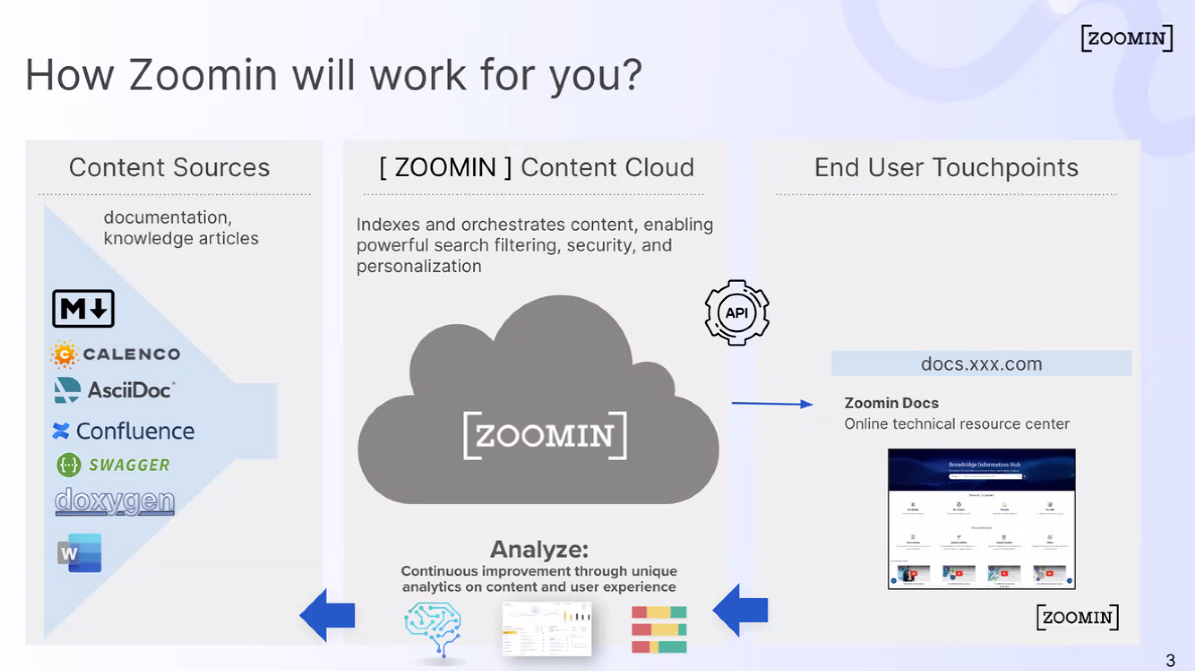 [ZOOMIN]
How Zoomin will work for you?
Content Sources
documentation,
knowledge articles
M
CALENCO
AsciiDoc
Confluence
SWAGGER
doxygen
W
[ ZOOMIN ] Content Cloud
Indexes and orchestrates content, enabling
powerful search filtering, security, and
personalization
API
[ZOOMIN]
Analyze:
Continuous improvement through unique
analytics on content and user experience
End User Touchpoints
docs.xxx.com
Zoomin Docs
Online technical resource center
Broadridge Information Hub
[ZOOMIN]
3